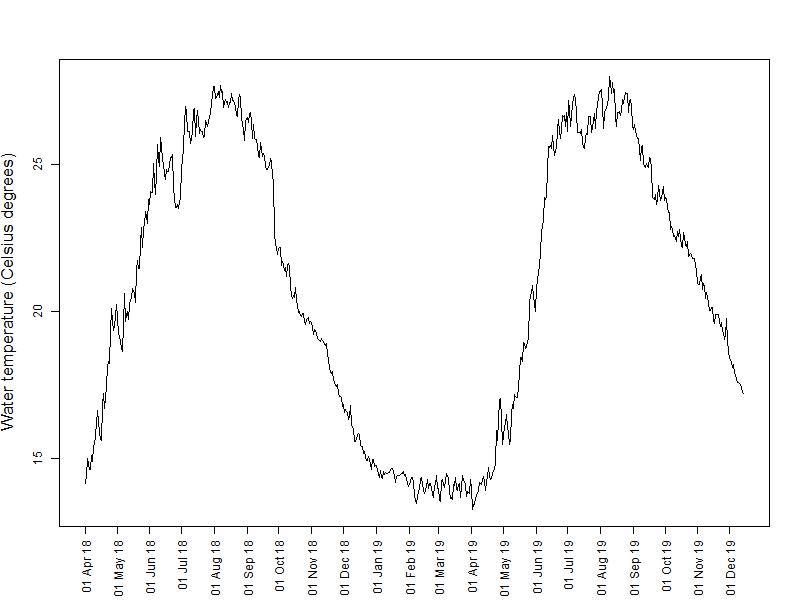 Water temperature (Celsius degrees)
25
20
15
01 Apr 18
01 May 18
01 Jun 18
01 Jul 18
01 Aug 18
01 Sep 18
01 Oct 18
01 Nov 18
01 Dec 18
01 Jan 19
01 Feb 19
01 Mar 19
01 Apr 19
01 May 19
01 Jun 19
01 Jul 19
01 Aug 19
01 Sep 19
01 Oct 19
01 Nov 19
01 Dec 19